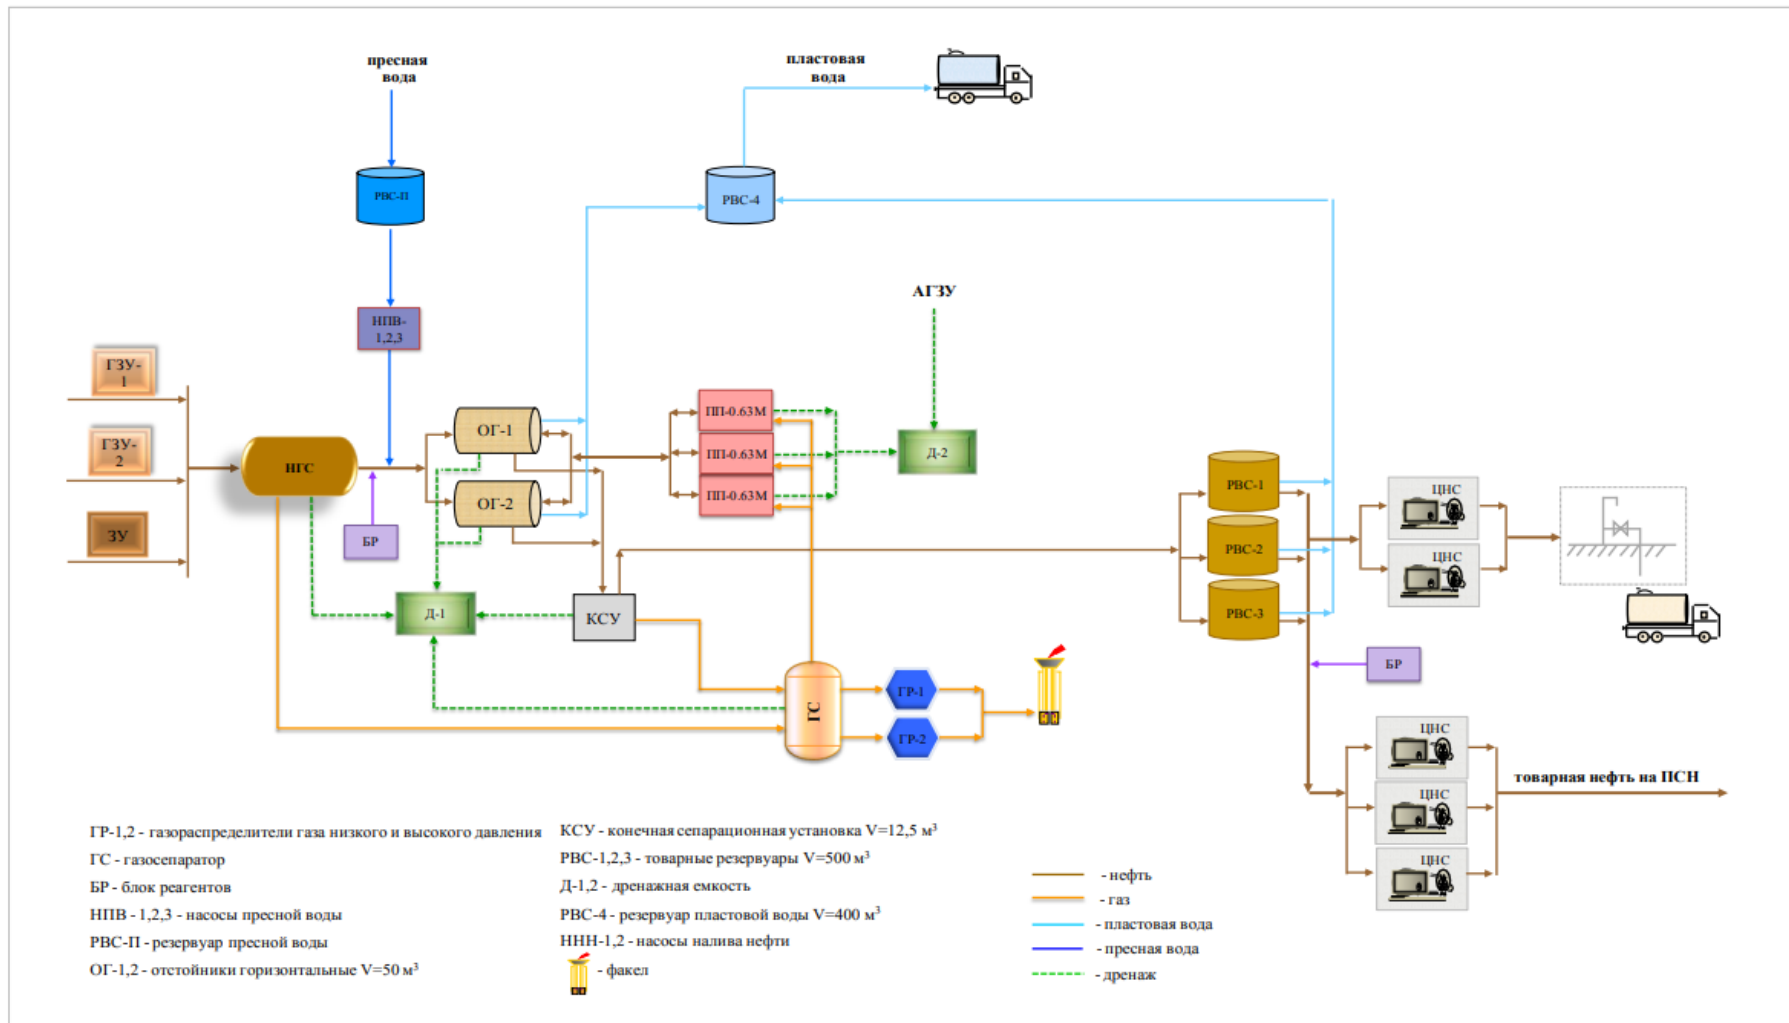 пресная
вода
пластовая
вода
РВС-П
РВС-4
НПВ-
1,2,3
АГЗУ
ГЗУ-
1
ГЗУ-
2
ЗУ
НГС
БР
ОГ-1
ОГ-2
ПП-0.63М
ПП-0.63М
ПП-0.63М
Д-2
Д-1
КСУ
РВС-1
РВС-2
РВС-3
ЦНС
ЦНС
БР
ГС
ГР-1
ГР-2
ЦНС
ЦНС
ЦНС
товарная нефть на ПСН
ГР-1,2 - газораспределители газа низкого и высокого давления
ГС - газосепаратор
БР - блок реагентов
НПВ - 1,2,3 - насосы пресной воды
РВС-П - резервуар пресной воды
ОГ-1,2 - отстойники горизонтальные V=50 м³
КСУ - конечная сепарационная установка V=12,5 м³
РВС-1,2,3 - товарные резервуары V=500 м³
Д-1,2 - дренажная емкость
РВС-4 - резервуар пластовой воды V=400 м³
ННН-1,2 - насосы налива нефти
- факел
- нефть
- газ
- пластовая вода
- пресная вода
- дренаж